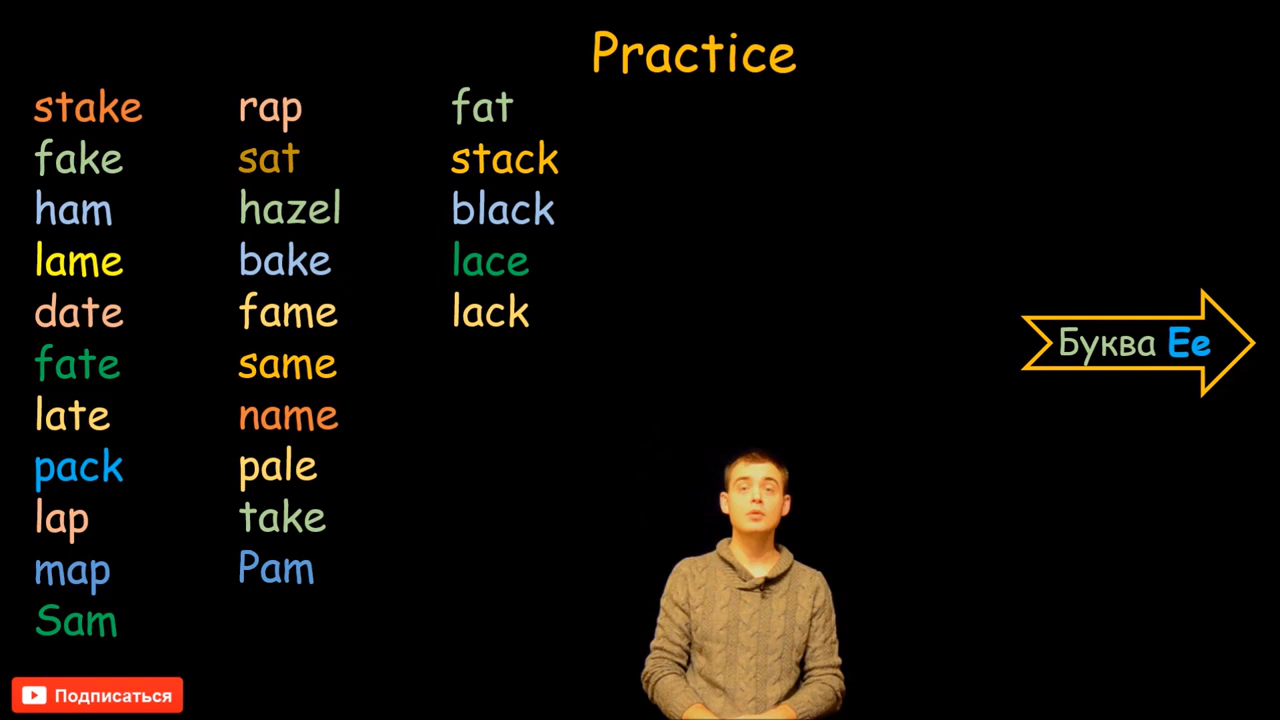 Practice
stake
fake
ham
lame
date
fate
late
pack
lap
map
Sam
rap
sat
hazel
bake
fame
same
name
pale
take
Pam
fat
stack
black
lace
lack
Буква Ee
Подписаться